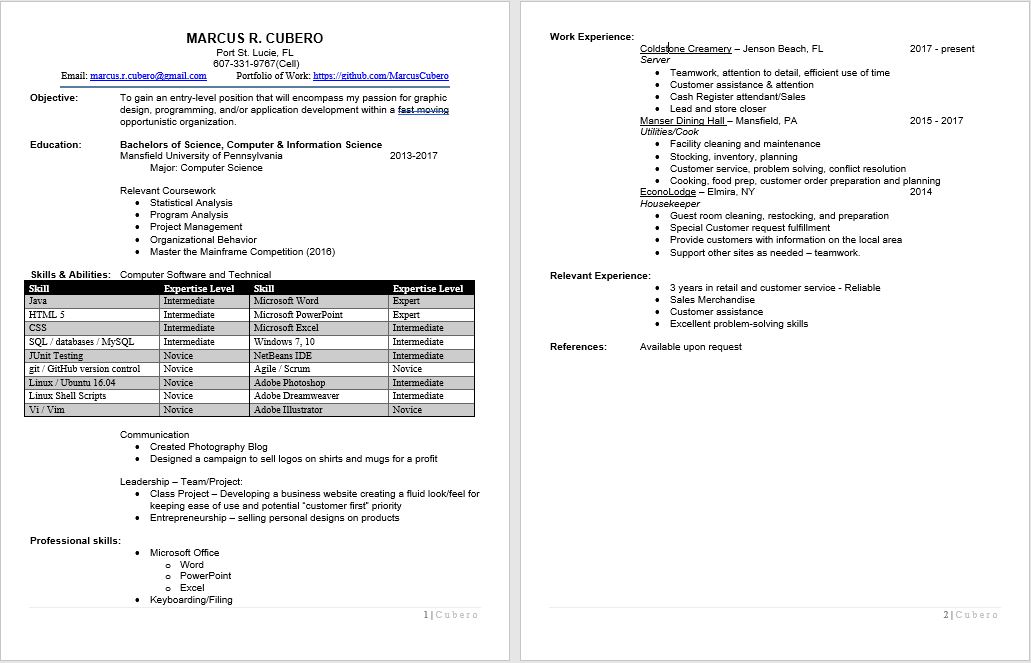 MARCUS R. CUBERO
Port St. Lucie, FL
607-331-9767(Cell)
Email: marcus.r.cubero@gmail.com Portfolio of Work: https://github.com/MarcusCubero
Objective: To gain an entry-level position that will encompass my passion for graphic
design, programming, and/or application development within a fast moving
opportunistic organization.
Education: Bachelors of Science, Computer & Information Science
Mansfield University of Pennsylvania 2013-2017
Major: Computer Science
Relevant Coursework
• Statistical Analysis
• Program Analysis
• Project Management
• Organizational Behavior
• Master the Mainframe Competition (2016)
Skills & Abilities: Computer Software and Technical
Skill Expertise Level Skill Expertise Level
Java Intermediate Microsoft Word Expert
HTML 5 Intermediate Microsoft PowerPoint Expert
CSS Intermediate Microsoft Excel Intermediate
SQL / databases / MySQL Intermediate Windows 7, 10 Intermediate
JUnit Testing Novice NetBeans IDE Intermediate
git / GitHub version control Novice Agile / Scrum Novice
Linux / Ubuntu 16.04 Novice Adobe Photoshop Intermediate
Linux Shell Scripts Novice Adobe Dreamweaver Intermediate
Vi / Vim Novice Adobe Illustrator Novice
Communication
• Created Photography Blog
• Designed a campaign to sell logos on shirts and mugs for a profit
Leadership – Team/Project:
• Class Project – Developing a business website creating a fluid look/feel for
keeping ease of use and potential “customer first” priority
• Entrepreneurship – selling personal designs on products
Professional skills:
• Microsoft Office
o Word
o PowerPoint
o Excel
• Keyboarding/Filing
1 | Cubero
Work Experience:
Coldstone Creamery – Jenson Beach, FL 2017 - present
Server
• Teamwork, attention to detail, efficient use of time
• Customer assistance & attention
• Cash Register attendant/Sales
• Lead and store closer
Manser Dining Hall – Mansfield, PA 2015 - 2017
Utilities/Cook
• Facility cleaning and maintenance
• Stocking, inventory, planning
• Customer service, problem solving, conflict resolution
• Cooking, food prep, customer order preparation and planning
EconoLodge – Elmira, NY 2014
Housekeeper
• Guest room cleaning, restocking, and preparation
• Special Customer request fulfillment
• Provide customers with information on the local area
• Support other sites as needed – teamwork.
Relevant Experience:
• 3 years in retail and customer service - Reliable
• Sales Merchandise
• Customer assistance
• Excellent problem-solving skills
References: Available upon request
2 | Cubero